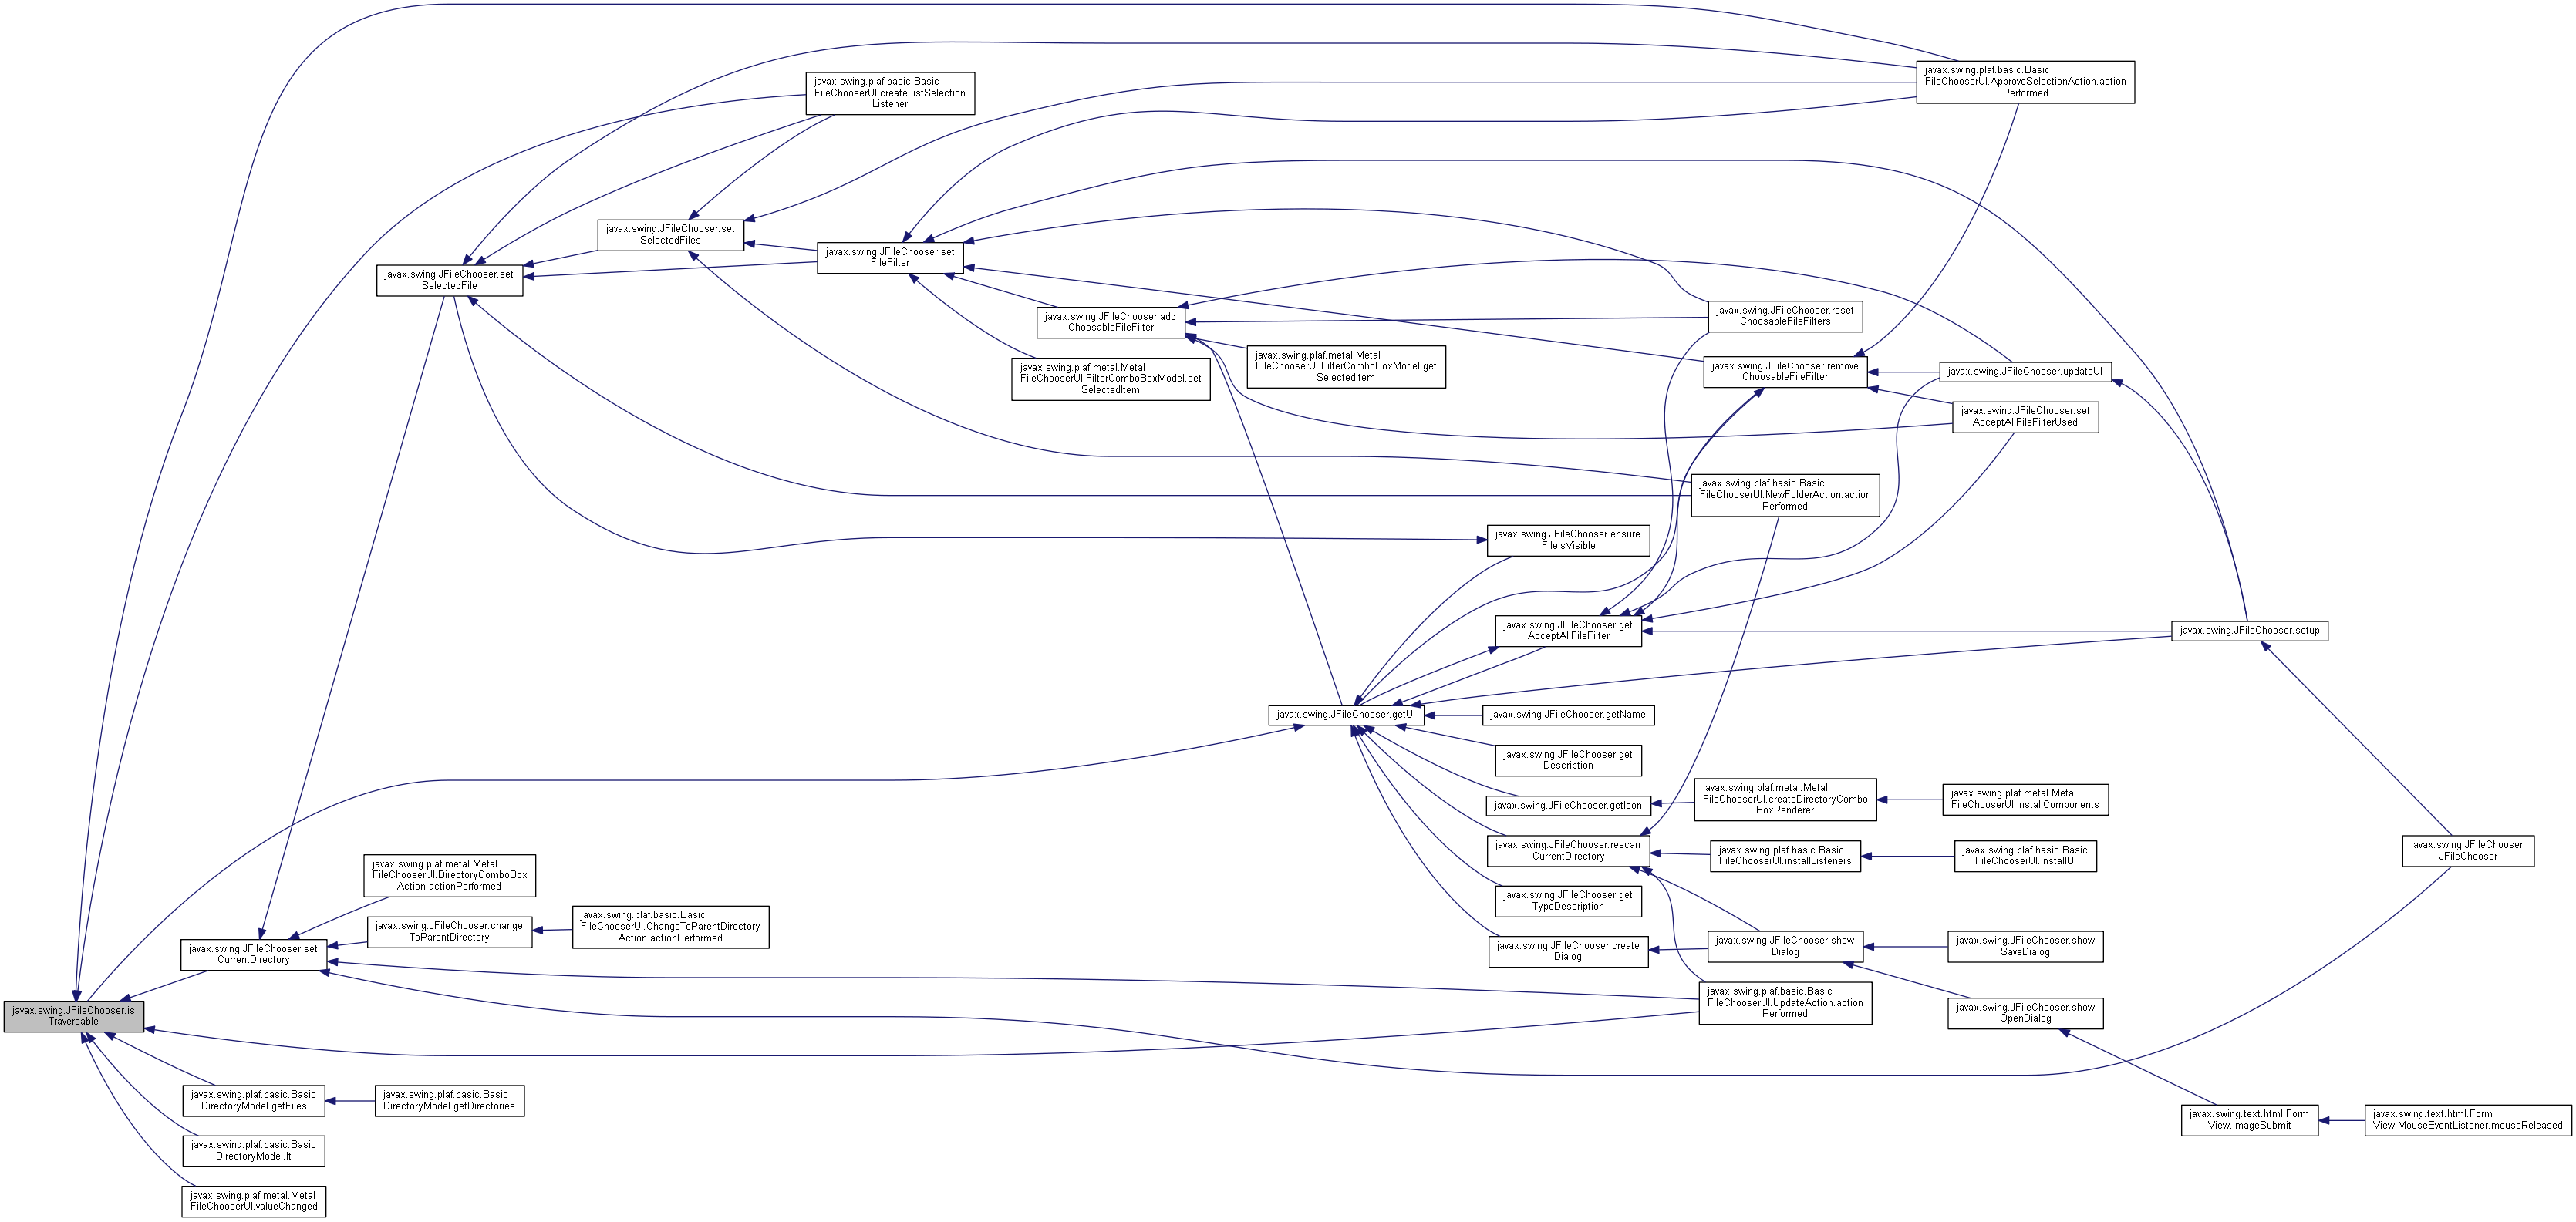 javax.swing.plaf.basic.Basic
FileChooserUI.ApproveSelectionAction.action
Performed
javax.swing.plaf.basic.Basic
FileChooserUI.createListSelection
Listener
javax.swing.JFileChooser.set
SelectedFiles
javax.swing.JFileChooser.set
FileFilter
javax.swing.JFileChooser.set
SelectedFile
javax.swing.JFileChooser.add
ChoosableFileFilter
javax.swing.JFileChooser.reset
ChoosableFileFilters
javax.swing.plaf.metal.Metal
FileChooserUI.FilterComboBoxModel.get
SelectedItem
javax.swing.plaf.metal.Metal
FileChooserUI.FilterComboBoxModel.set
SelectedItem
javax.swing.JFileChooser.remove
ChoosableFileFilter
javax.swing.JFileChooser.updateUI
javax.swing.JFileChooser.set
AcceptAllFileFilterUsed
javax.swing.plaf.basic.Basic
FileChooserUI.NewFolderAction.action
Performed
javax.swing.JFileChooser.ensure
FileIsVisible
javax.swing.JFileChooser.get
AcceptAllFileFilter
javax.swing.JFileChooser.setup
javax.swing.JFileChooser.getUI
javax.swing.JFileChooser.getName
javax.swing.JFileChooser.get
Description
javax.swing.JFileChooser.getIcon
javax.swing.plaf.metal.Metal
FileChooserUI.createDirectoryCombo
BoxRenderer
javax.swing.plaf.metal.Metal
FileChooserUI.installComponents
javax.swing.JFileChooser.rescan
CurrentDirectory
javax.swing.plaf.basic.Basic
FileChooserUI.installListeners
javax.swing.plaf.basic.Basic
FileChooserUI.installUI
javax.swing.JFileChooser.
JFileChooser
javax.swing.plaf.metal.Metal
FileChooserUI.DirectoryComboBox
Action.actionPerformed
javax.swing.JFileChooser.get
TypeDescription
javax.swing.JFileChooser.change
ToParentDirectory
javax.swing.plaf.basic.Basic
FileChooserUI.ChangeToParentDirectory
Action.actionPerformed
javax.swing.JFileChooser.set
CurrentDirectory
javax.swing.JFileChooser.create
Dialog
javax.swing.JFileChooser.show
Dialog
javax.swing.JFileChooser.show
SaveDialog
javax.swing.JFileChooser.is
Traversable
javax.swing.plaf.basic.Basic
FileChooserUI.UpdateAction.action
Performed
javax.swing.JFileChooser.show
OpenDialog
javax.swing.plaf.basic.Basic
DirectoryModel.getFiles
javax.swing.plaf.basic.Basic
DirectoryModel.getDirectories
javax.swing.text.html.Form
View.imageSubmit
javax.swing.text.html.Form
View.MouseEventListener.mouseReleased
javax.swing.plaf.basic.Basic
DirectoryModel.lt
javax.swing.plaf.metal.Metal
FileChooserUI.valueChanged